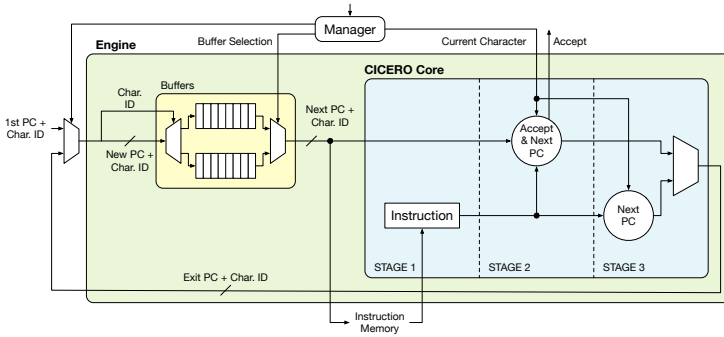 Manager
Engine
Buffer Selection
Current Character
Accept
CICERO Core
Char.
ID
Buffers
1st PC +
Char. ID
Next PC +
Char. ID
New PC +
Char. ID
Accept
& Next
PC
Instruction
Next
PC
STAGE 1
STAGE 2
STAGE 3
Exit PC + Char. ID
Instruction
Memory